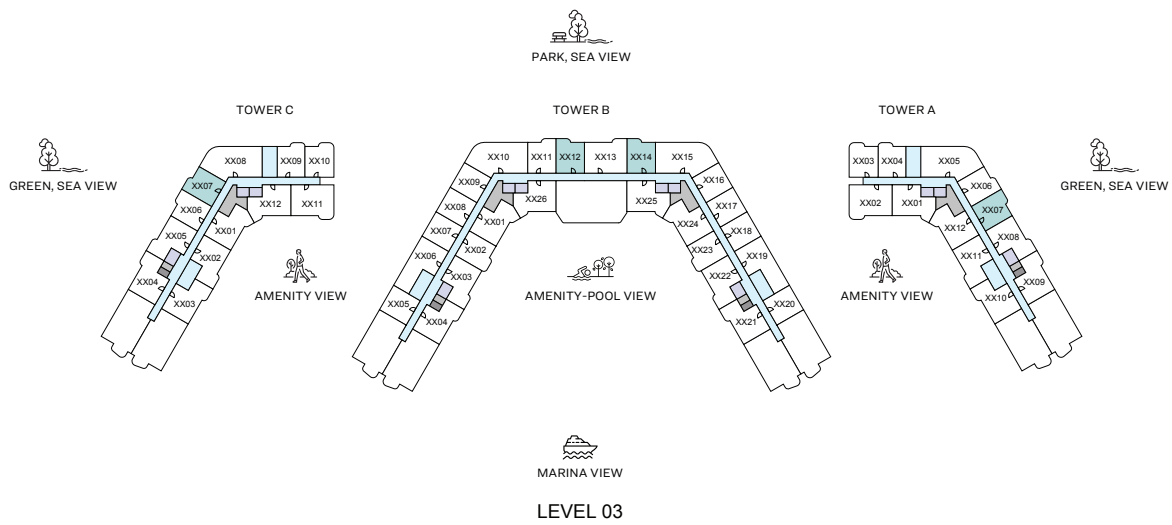 PARK, SEA VIEW
TOWER C
TOWER B
TOWER A
GREEN, SEA VIEW
GREEN, SEA VIEW
XX08
XX09
XX10
XX07
XX12
XX11
XX06
XX01
XX05
XX02
XX04
XX03
XX10
XX11
XX12
XX13
XX14
XX15
XX09
XX26
XX25
XX16
XX08
XX01
XX24
XX17
XX07
XX02
XX23
XX18
XX06
XX03
XX22
XX19
XX05
XX04
XX21
XX20
XX03
XX04
XX05
XX06
XX02
XX01
XX07
XX12
XX08
XX11
XX09
XX10
AMENITY VIEW
AMENITY-POOL VIEW
AMENITY VIEW
MARINA VIEW
LEVEL 03